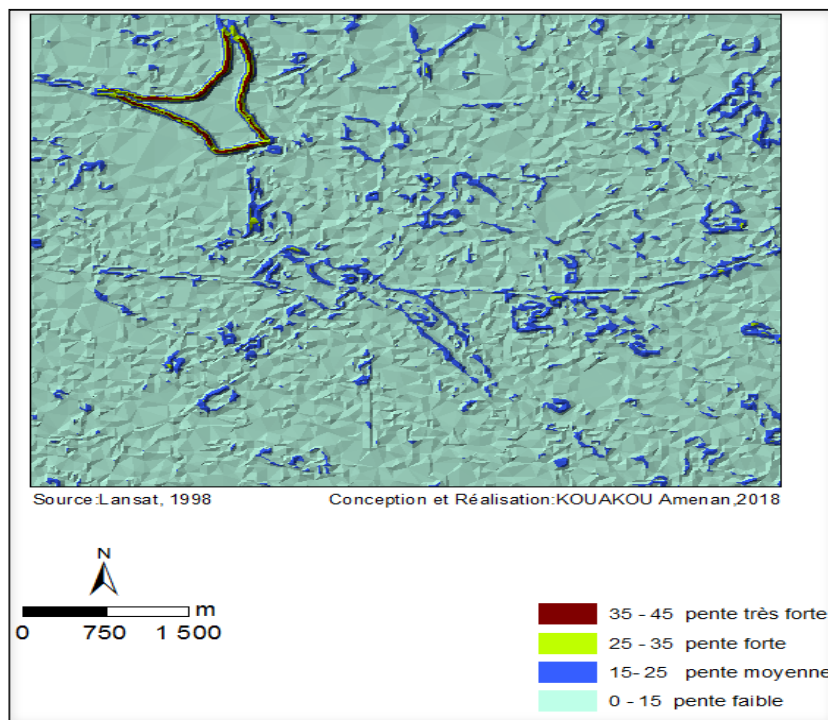 Source:Lansat, 1998 Conception et Réalisation:KOUAKOU Amenan,2018
N
m
0 750 1 500
35 - 45 pente très forte
25 - 35 pente forte
15- 25 pente moyenne
0 - 15 pente faible